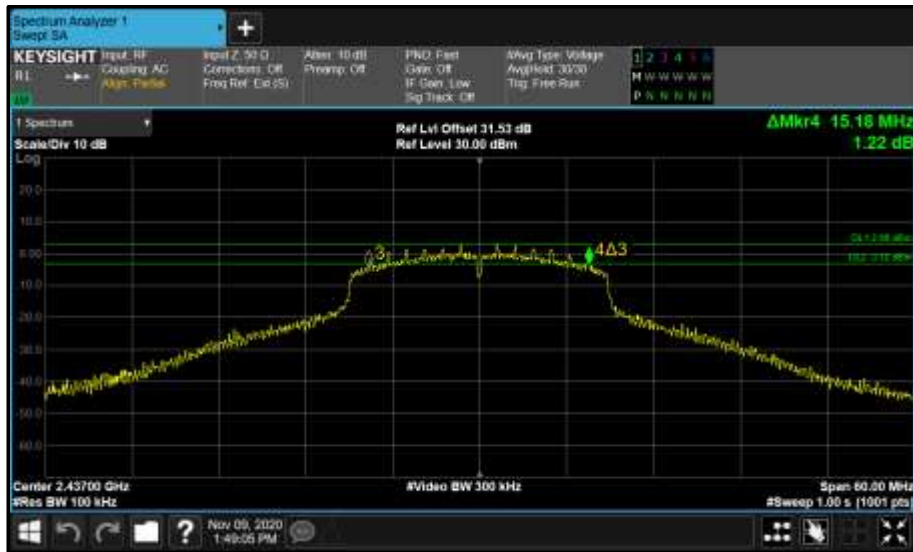 Spectrum Analyzer 1
Swept SA
+
KEYSIGHT
Input: RF
Coupling: AC
Align: Partial
Input Z: 50 Ω
Corrections: Off
Freq Ref: Ext (S)
Atten: 10 dB
Preamp: Off
PNO: Fast
Gate: Off
IF Gain: Low
Sig Track: Off
#Avg Type: Voltage
Avg|Hold: 30/30
Trig: Free Run
1 2 3 4 5 6
M W W W W W
P N N N N N
1 Spectrum
Scale/Div 10 dB
Ref Lvl Offset 31.53 dB
Ref Level 30.00 dBm
ΔMkr4 15.18 MHz
1.22 dB
Log
20.0
10.0
0.00
-10.0
-20.0
-30.0
-40.0
-50.0
-60.0
3
4Δ3
Center 2.43700 GHz
#Res BW 100 kHz
#Video BW 300 kHz
Span 60.00 MHz
#Sweep 1.00 s (1001 pts)
?
Nov 09, 2020
1:49:05 PM